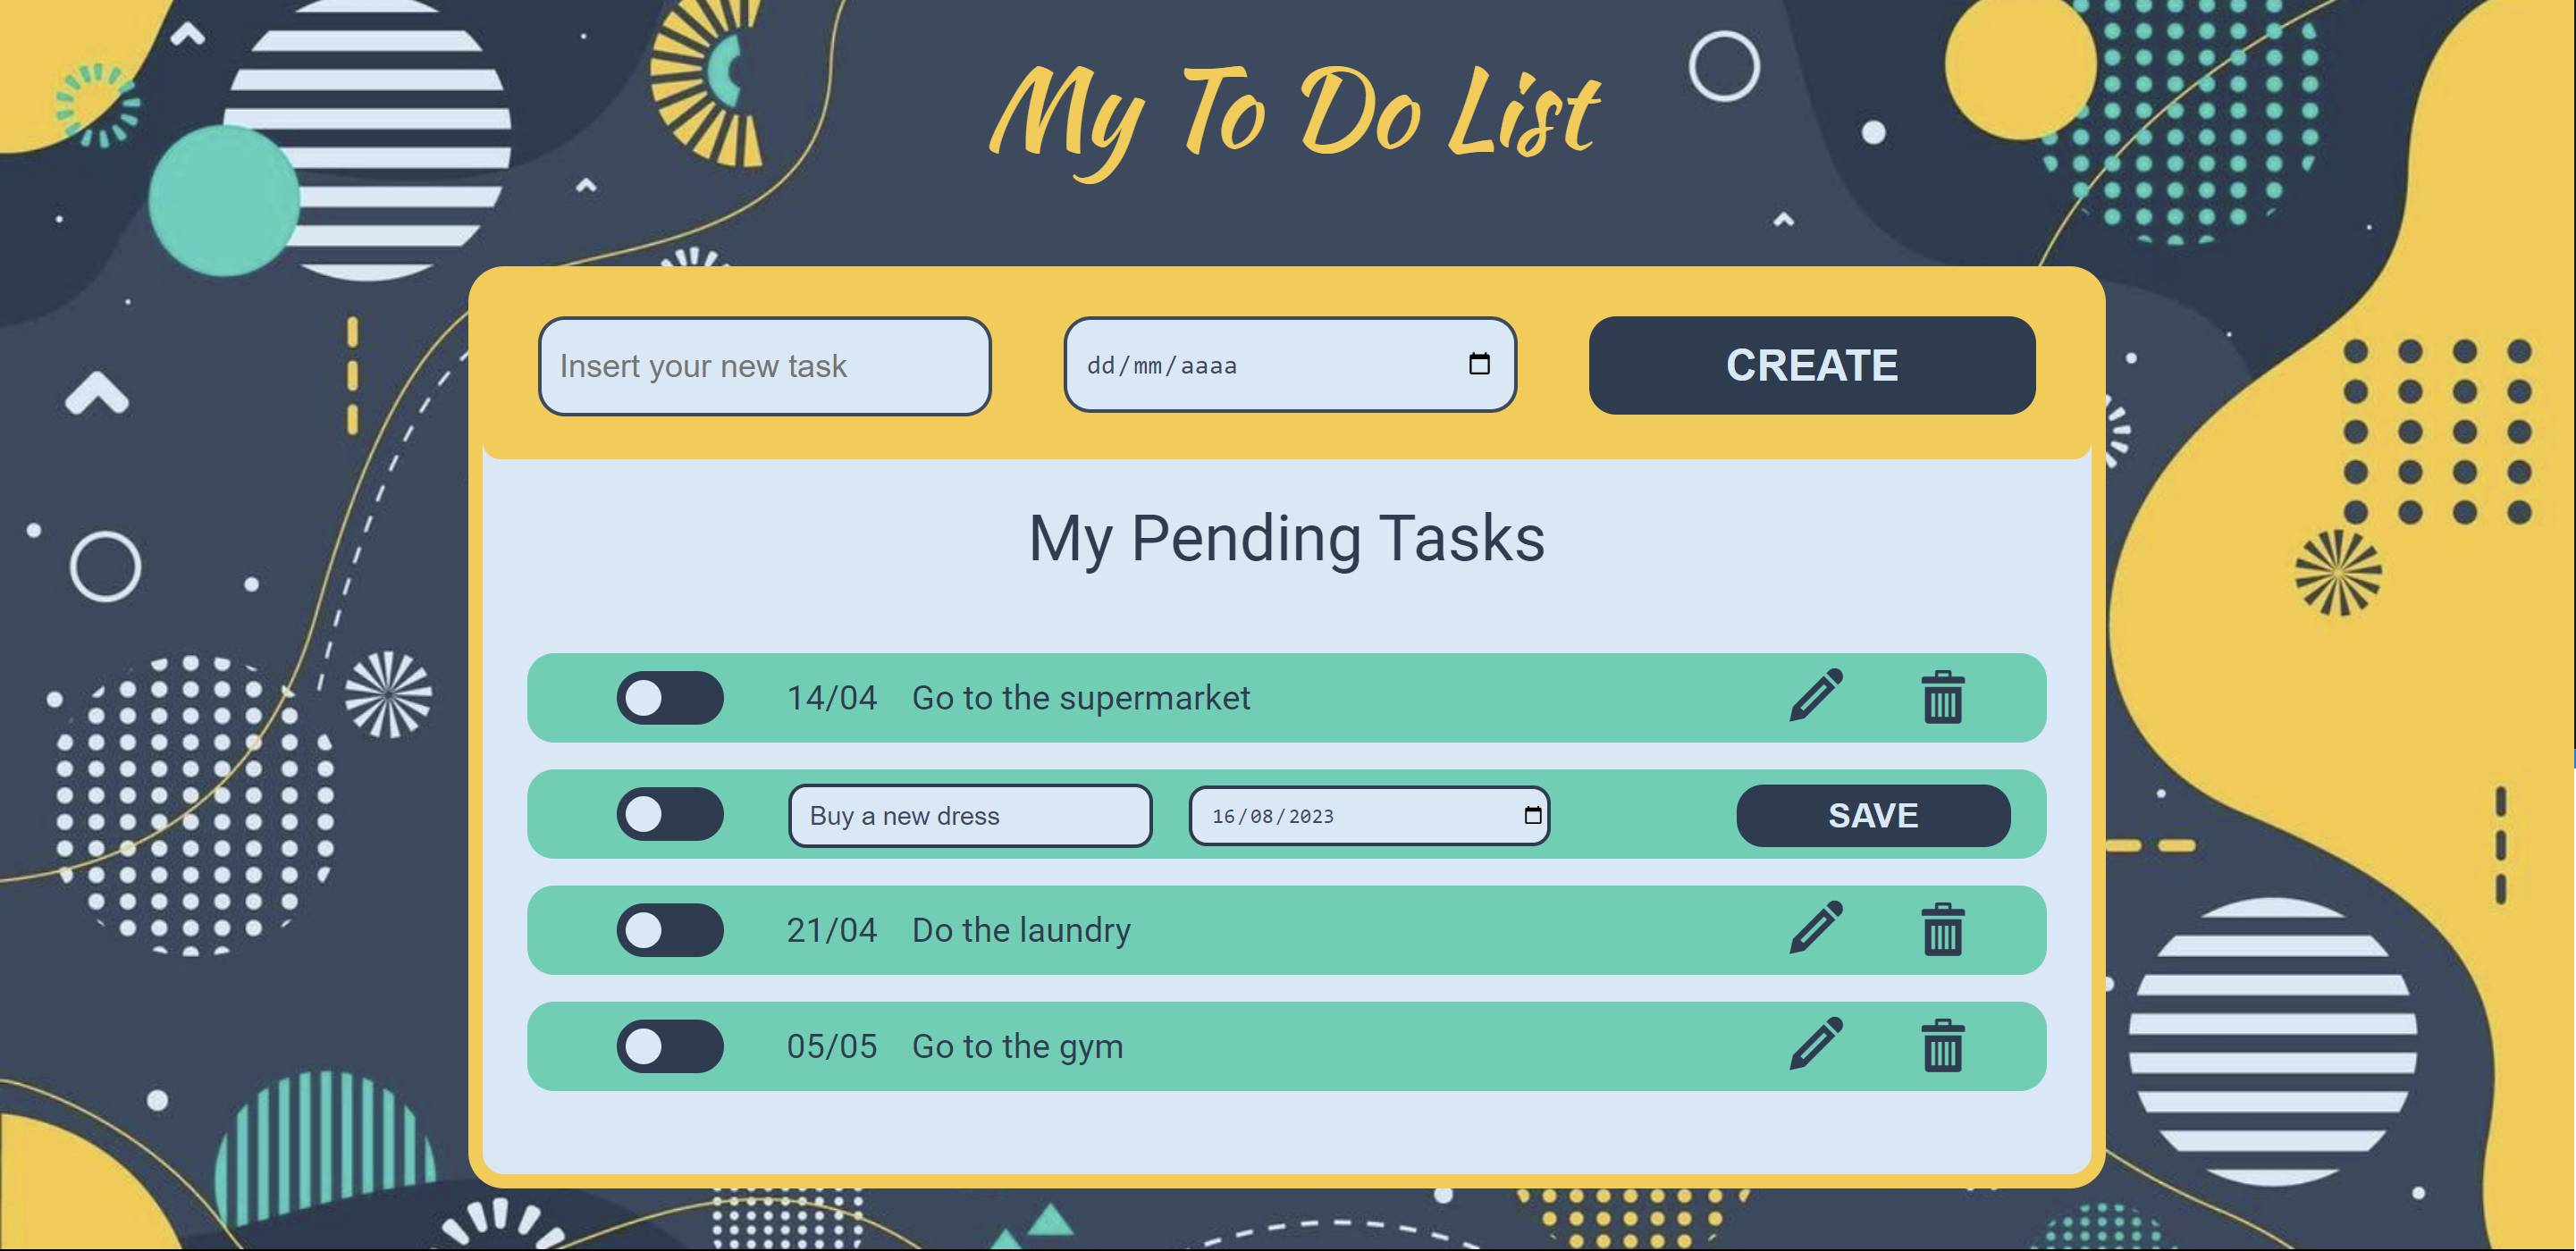 My To Do List
Insert your new task dd/mm/aaaa CREATE
My Pending Tasks
14/04 Go to the supermarket
Buy a new dress 16/08/2023 SAVE
21/04 Do the laundry
05/05 Go to the gym